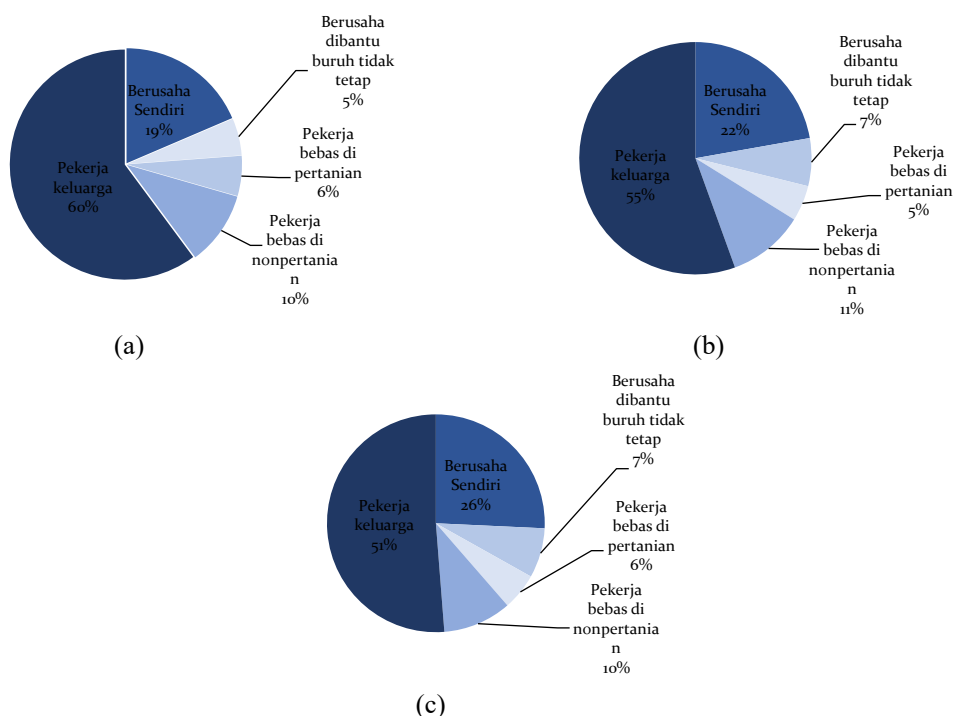 Berusaha
dibantu
buruh tidak
tetap
5%
Berusaha
Sendiri
19%
Pekerja
bebas di
pertanian
6%
Pekerja
keluarga
60%
Pekerja
bebas di
nonpertania
n
10%
(a)
Berusaha
dibantu
buruh tidak
tetap
7%
Berusaha
Sendiri
22%
Pekerja
bebas di
pertanian
5%
Pekerja
keluarga
55%
Pekerja
bebas di
nonpertania
n
11%
(b)
Berusaha
dibantu
buruh tidak
tetap
7%
Berusaha
Sendiri
26%
Pekerja
keluarga
51%
Pekerja
bebas di
pertanian
6%
Pekerja
bebas di
nonpertania
n
10%
(c)